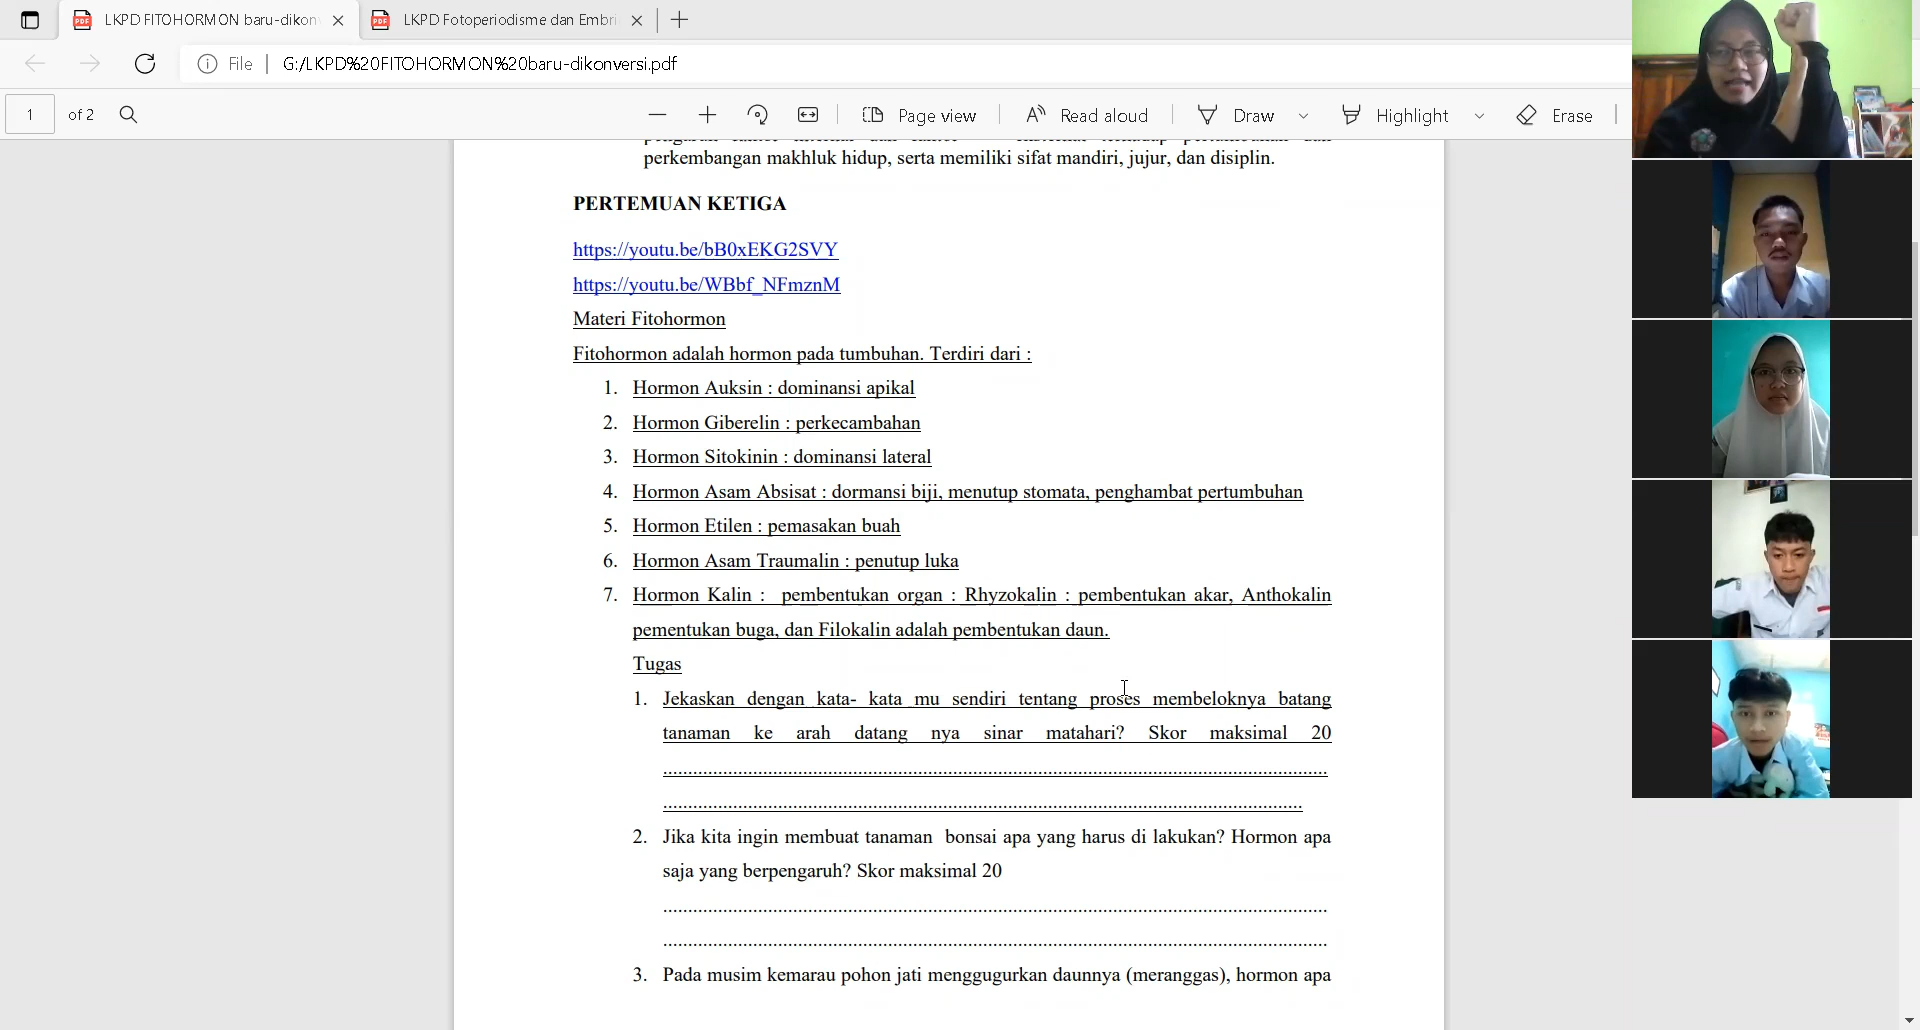 LKPD FITOHORMON baru-dikon
LKPD Fotoperiodisme dan Embri
File
G:/LKPD%20FITOHORMON%20baru-dikonversi.pdf
1 of 2
Page view
Read aloud
Draw
Highlight
Erase
perkembangan makhluk hidup, serta memiliki sifat mandiri, jujur, dan disiplin.
PERTEMUAN KETIGA
https://youtu.be/bB0xEKG2SVY
https://youtu.be/WBbf_NFmznM
Materi Fitohormon
Fitohormon adalah hormon pada tumbuhan. Terdiri dari :
1. Hormon Auksin : dominansi apikal
2. Hormon Giberelin : perkecambahan
3. Hormon Sitokinin : dominansi lateral
4. Hormon Asam Absisat : dormansi biji, menutup stomata, penghambat pertumbuhan
5. Hormon Etilen : pemasakan buah
6. Hormon Asam Traumalin : penutup luka
7. Hormon Kalin : pembentukan organ : Rhyzokalin : pembentukan akar, Anthokalin
pementukan buga, dan Filokalin adalah pembentukan daun.
Tugas
1. Jekaskan dengan kata- kata mu sendiri tentang proses membeloknya batang
tanaman ke arah datang nya sinar matahari? Skor maksimal 20
2. Jika kita ingin membuat tanaman bonsai apa yang harus di lakukan? Hormon apa
saja yang berpengaruh? Skor maksimal 20
3. Pada musim kemarau pohon jati menggugurkan daunnya (meranggas), hormon apa